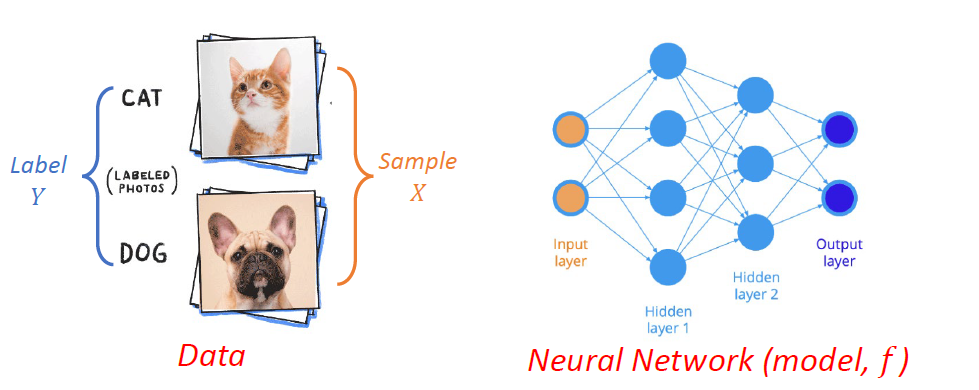 CAT
Label
Y
(LABELED
PHOTOS)
DOG
Sample
X
Data
Input
layer
Hidden
layer 1
Hidden
layer 2
Output
layer
Neural Network (model, f )